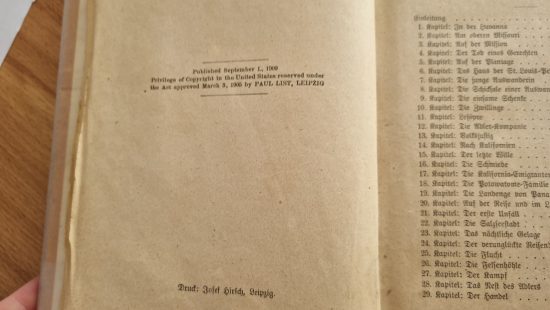 Published September 1., 1909
Privilege of Copyright in the United States reserved under
the Act approved March 3, 1905 by PAUL LIST, LEIPZIG
Druck: Josef Hirsch, Leipzig.
Einleitung
1. Kapitel: In der Havanna
2. Kapitel: Am oberen Missouri
3. Kapitel: Auf der Mission
4. Kapitel: Der Tod eines Gerechten
5. Kapitel: Auf der Plantage
6. Kapitel: Das Haus der St. Louis-
7. Kapitel: Die junge Auswanderin
8. Kapitel: Die Schicksale einer
9. Kapitel: Die einsame Schenke
10. Kapitel: Die Zwillinge
11. Kapitel: Lefèvre
12. Kapitel: Die Adler-Kompanie
13. Kapitel: Volksjustiz
14. Kapitel: Nach Kalifornien
15. Kapitel: Der letzte Wille
16. Kapitel: Die Schmiede
17. Kapitel: Die Kalifornia-Emigranten
18. Kapitel: Die Potowatome-Familie
19. Kapitel: Die Landenge von Pana
20. Kapitel: Auf der Reise und im L
21. Kapitel: Der erste Unfall
22. Kapitel: Die Salzseestadt
23. Kapitel: Das nächtliche Gelage
24. Kapitel: Der verunglückte
25. Kapitel: Die Flucht
26. Kapitel: Die Felsenhöhle
27. Kapitel: Der Kampf
28. Kapitel: Das Nest des Adlers
29. Kapitel: Der Handel